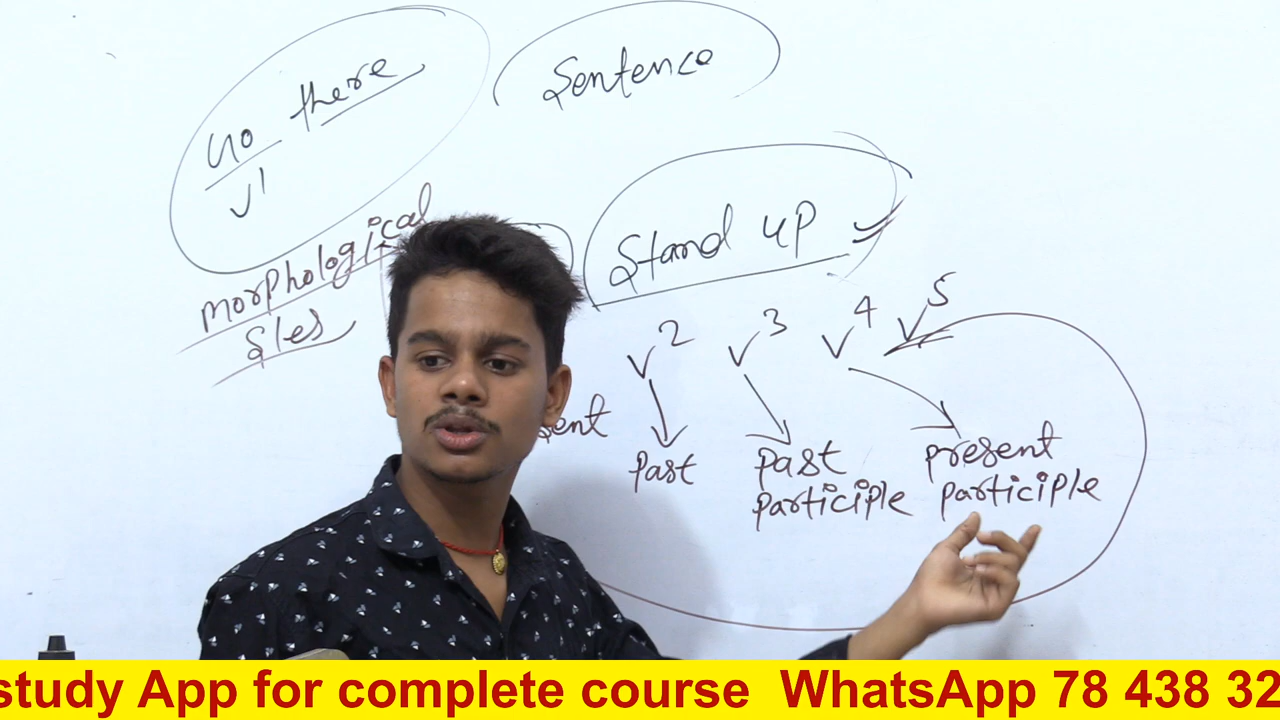 Go there
V1
Sentence
morphological
Stand up
V2 V3 V4 V5
sent
Past
Past
participle
present
participle
study App for complete course WhatsApp 78 438 32